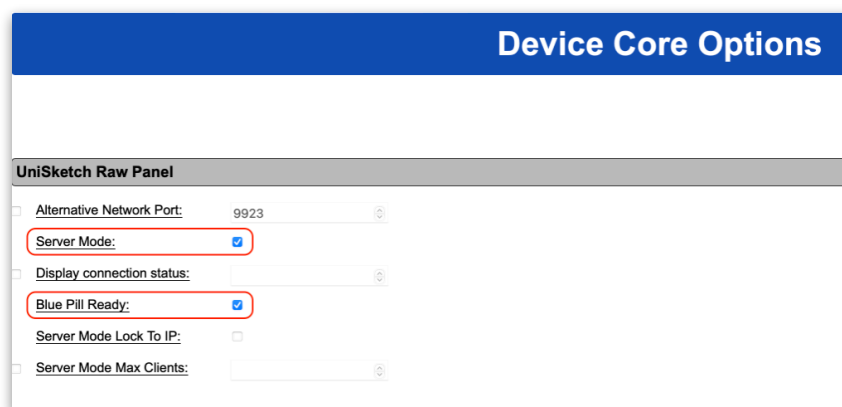 Device Core Options
UniSketch Raw Panel
Alternative Network Port: 9923
Server Mode:
Display connection status:
Blue Pill Ready:
Server Mode Lock To IP:
Server Mode Max Clients: